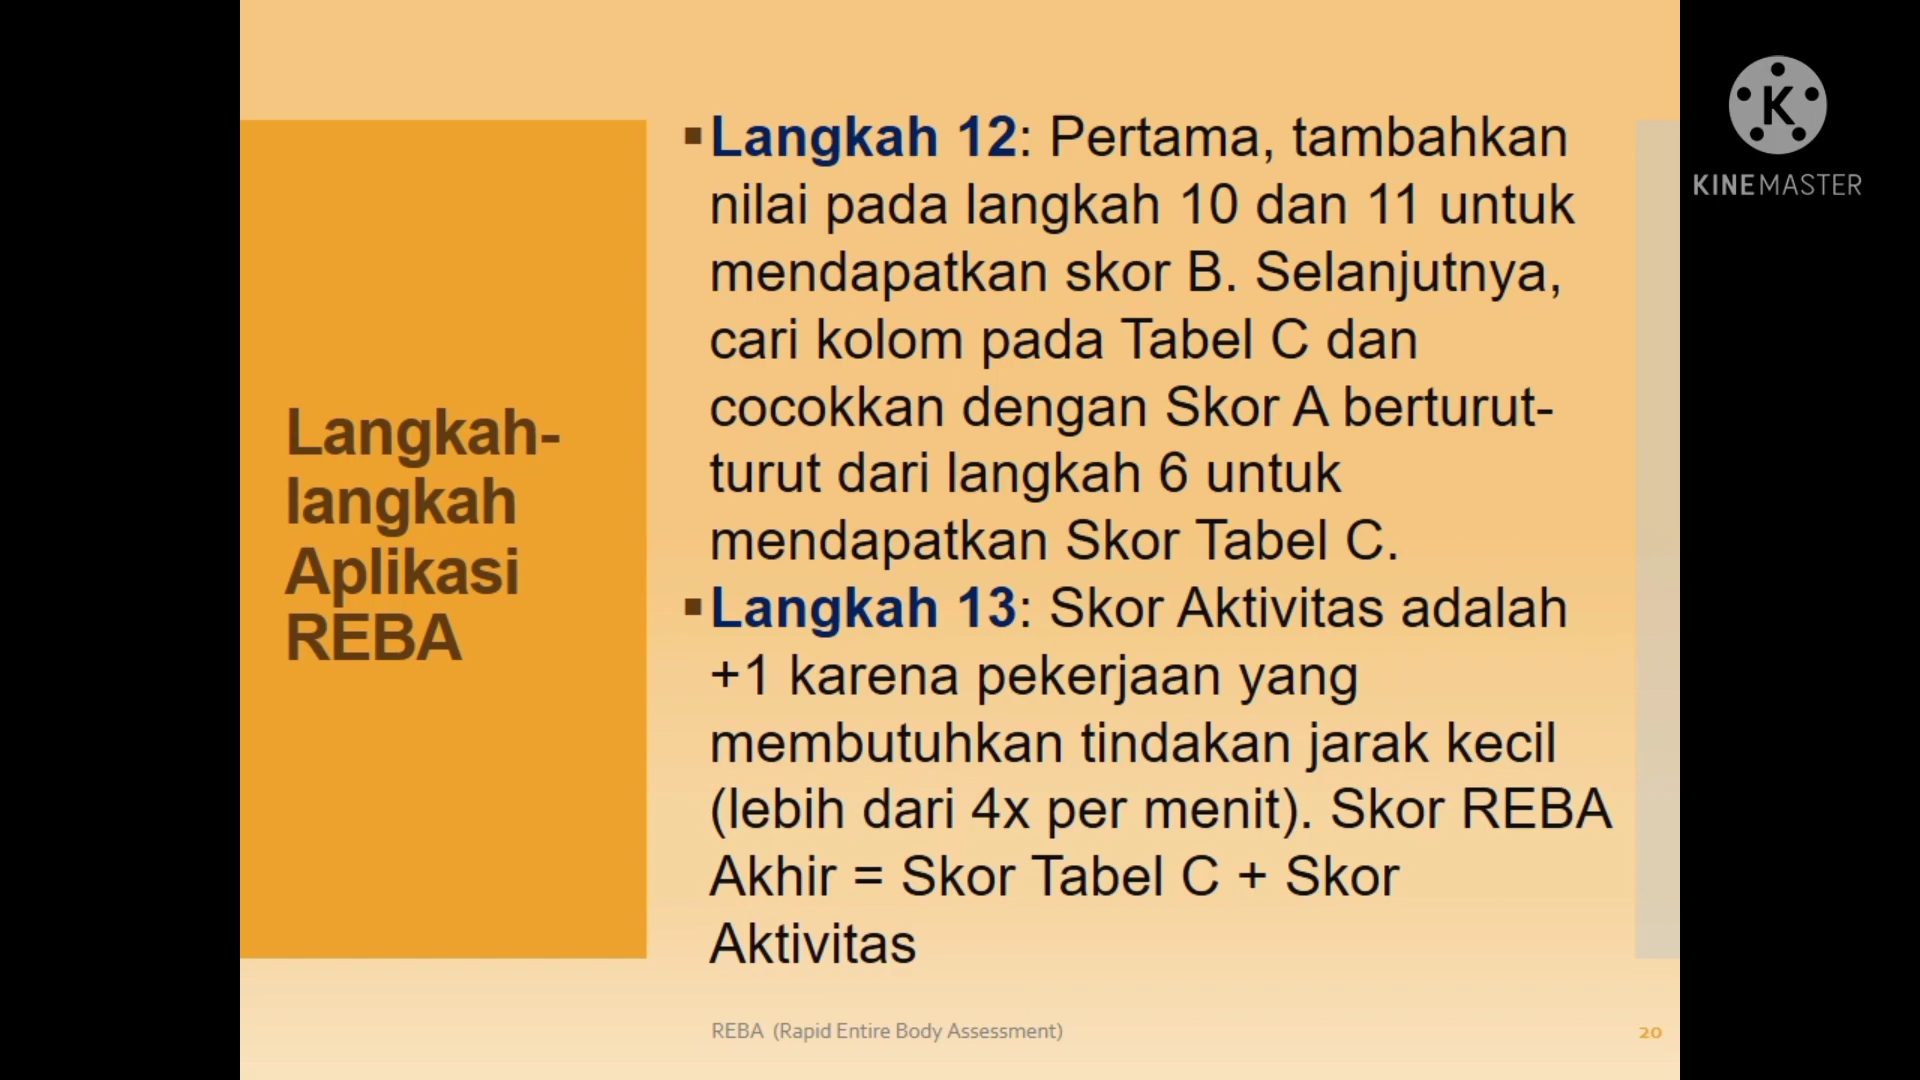 Langkah-
langkah
Aplikasi
REBA
▪Langkah 12: Pertama, tambahkan
nilai pada langkah 10 dan 11 untuk
mendapatkan skor B. Selanjutnya,
cari kolom pada Tabel C dan
cocokkan dengan Skor A berturut-
turut dari langkah 6 untuk
mendapatkan Skor Tabel C.
▪Langkah 13: Skor Aktivitas adalah
+1 karena pekerjaan yang
membutuhkan tindakan jarak kecil
(lebih dari 4x per menit). Skor REBA
Akhir = Skor Tabel C + Skor
Aktivitas
REBA (Rapid Entire Body Assessment)
20
K
KINEMASTER